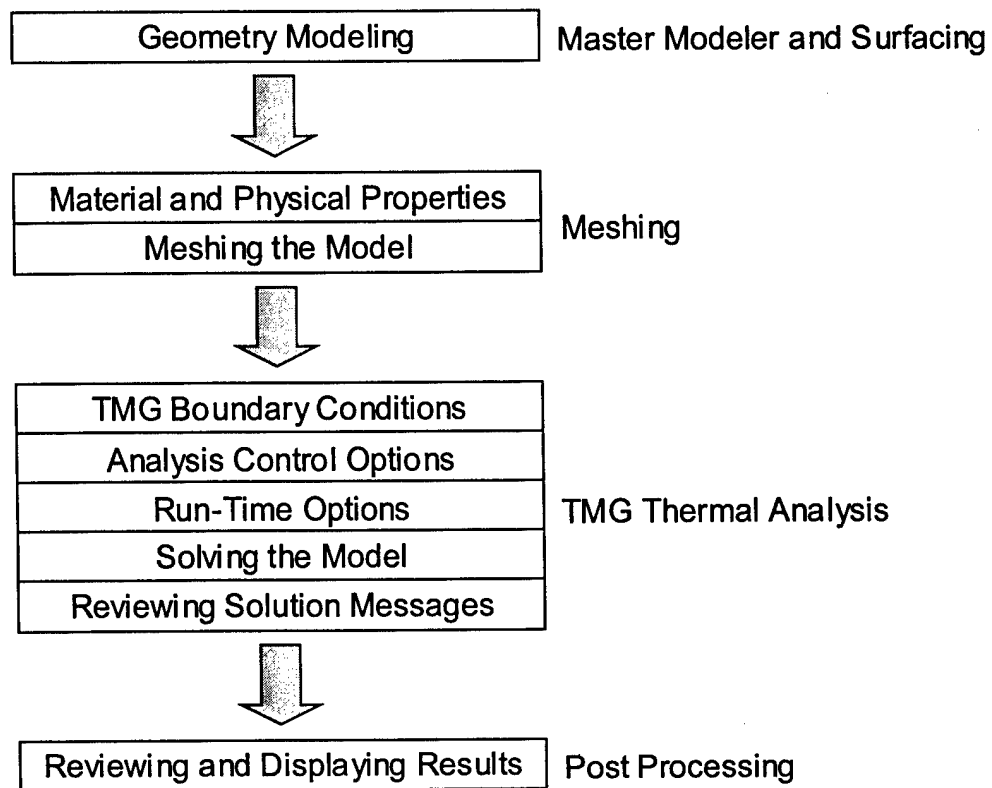 Geometry Modeling
Master Modeler and Surfacing
Material and Physical Properties
Meshing the Model
Meshing
TMG Boundary Conditions
Analysis Control Options
Run-Time Options
Solving the Model
Reviewing Solution Messages
TMG Thermal Analysis
Reviewing and Displaying Results
Post Processing